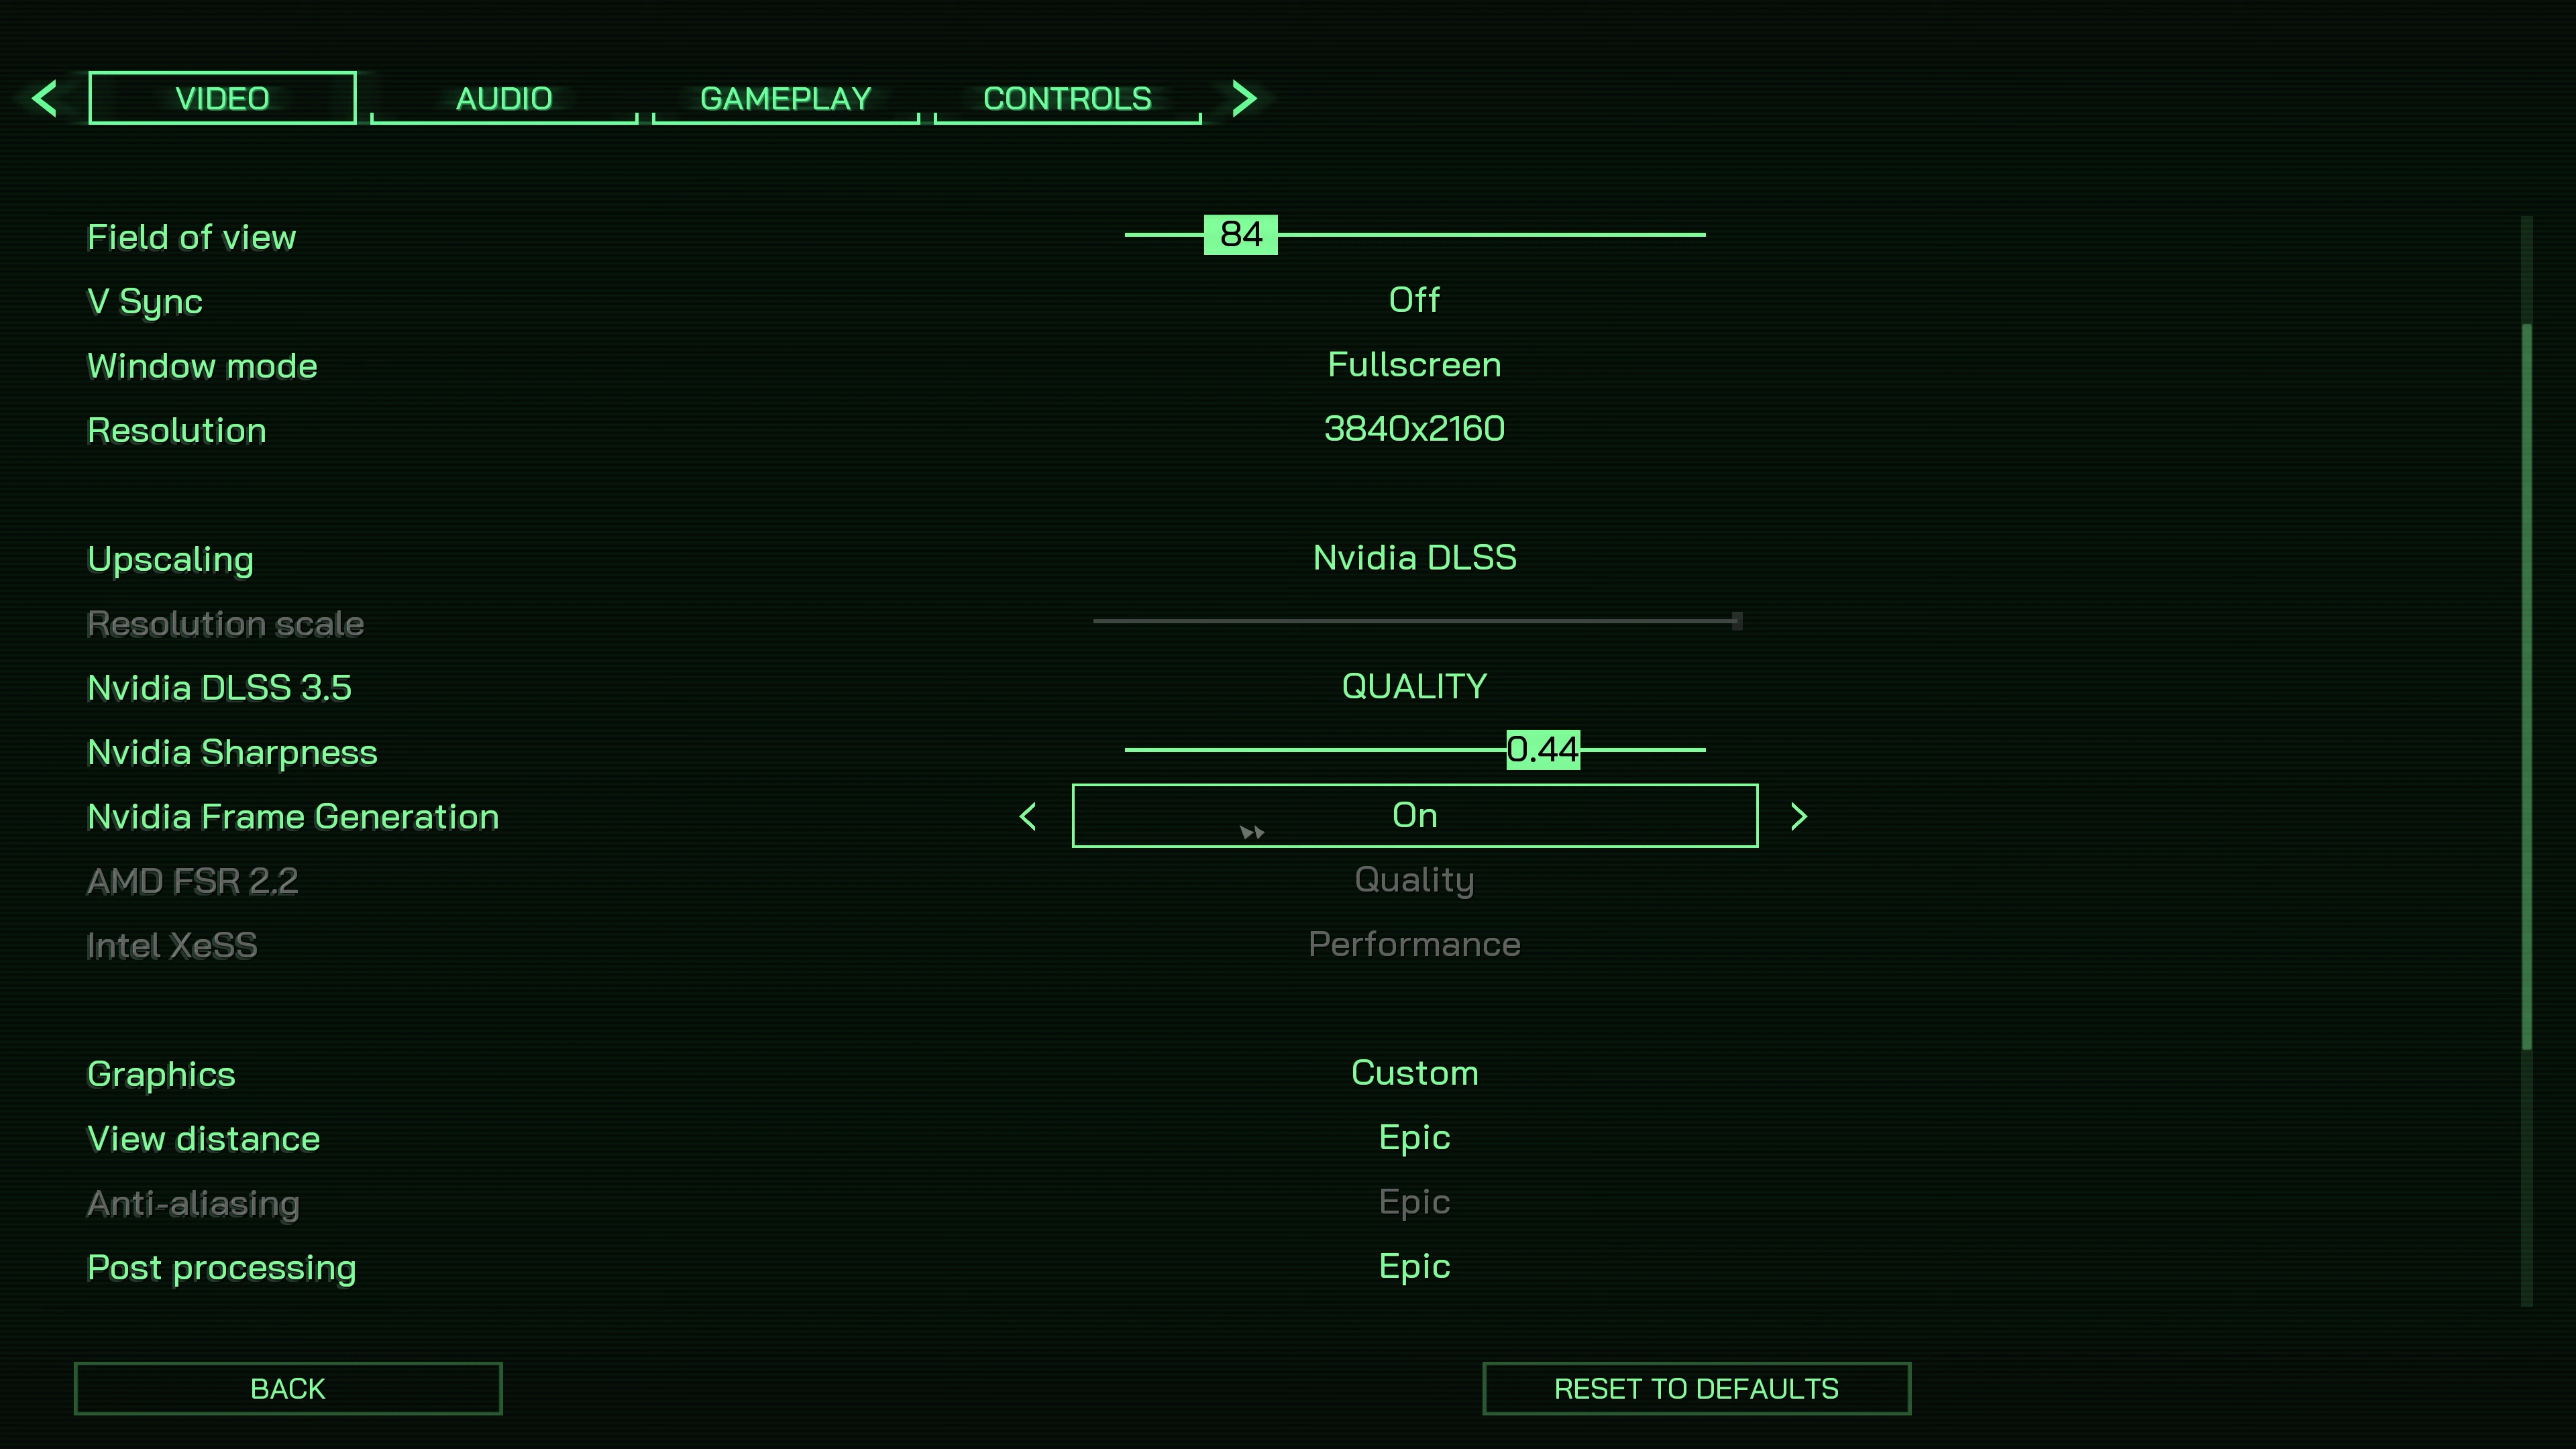 VIDEO AUDIO GAMEPLAY CONTROLS
Field of view 84
V Sync Off
Window mode Fullscreen
Resolution 3840x2160
Upscaling Nvidia DLSS
Resolution scale
Nvidia DLSS 3.5 QUALITY
Nvidia Sharpness 0.44
Nvidia Frame Generation On
AMD FSR 2.2 Quality
Intel XeSS Performance
Graphics Custom
View distance Epic
Anti-aliasing Epic
Post processing Epic
BACK RESET TO DEFAULTS